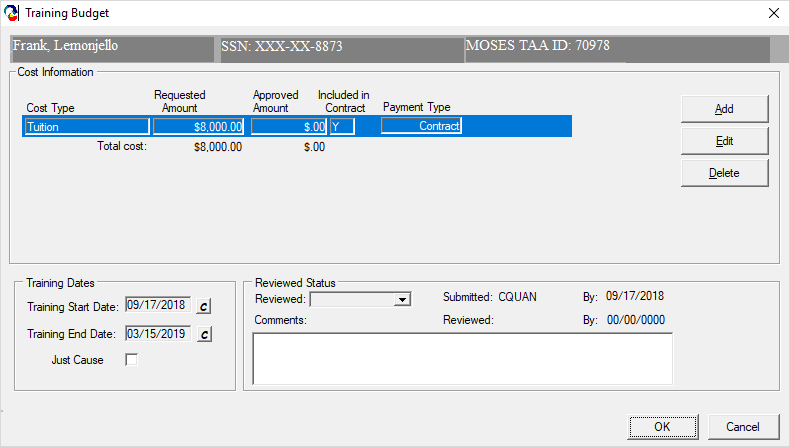 Training Budget
Frank, Lemonjello SSN: XXX-XX-8873 MOSES TAA ID: 70978
Cost Information
Requested Approved Included in
Cost Type Amount Amount Contract Payment Type
Tuition $8,000.00 $.00 Y Contract
Total cost: $8,000.00 $.00
Add
Edit
Delete
Training Dates
Training Start Date: 09/17/2018 C
Training End Date: 03/15/2019 C
Just Cause
Reviewed Status
Reviewed: Submitted: CQUAN By: 09/17/2018
Comments: Reviewed: By: 00/00/0000
OK Cancel